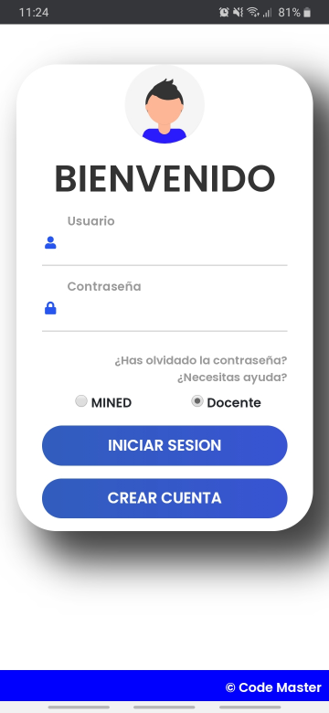 11:24
81%
BIENVENIDO
Usuario
Contraseña
¿Has olvidado la contraseña?
¿Necesitas ayuda?
MINED Docente
INICIAR SESION
CREAR CUENTA
© Code Master